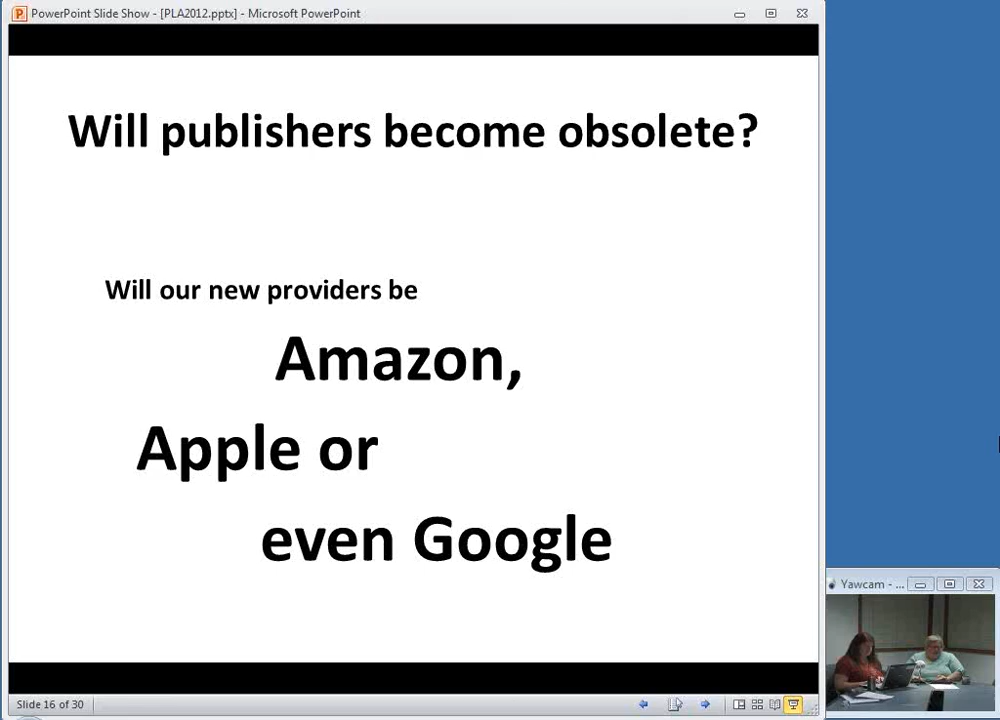 PowerPoint Slide Show - [PLA2012.pptx] - Microsoft PowerPoint
Will publishers become obsolete?
Will our new providers be
Amazon,
Apple or
even Google
Yawcam - ...
Slide 16 of 30